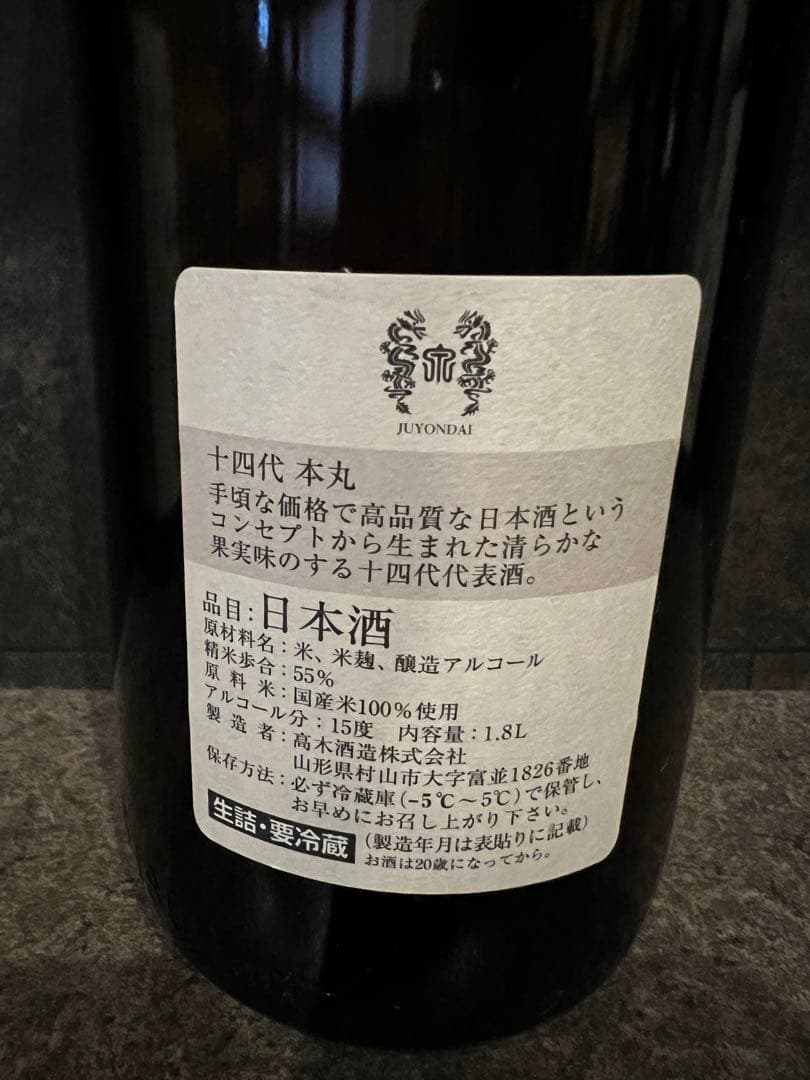 JUYONDAI
十四代 本丸
手頃な価格で高品質な日本酒という
コンセプトから生まれた清らかな
果実味のする十四代代表酒。
品目:日本酒
原材料名:米、米麹、醸造アルコール
精米歩合:55%
原料米:国産米100%使用
アルコール分:15度 内容量:1.8L
製造者:高木酒造株式会社
山形県村山市大字富並1826番地
保存方法:必ず冷蔵庫(-5℃〜5℃)で保管し、
お早めにお召し上がり下さい。
生詰・要冷蔵 (製造年月は表貼りに記載)
お酒は20歳になってから。